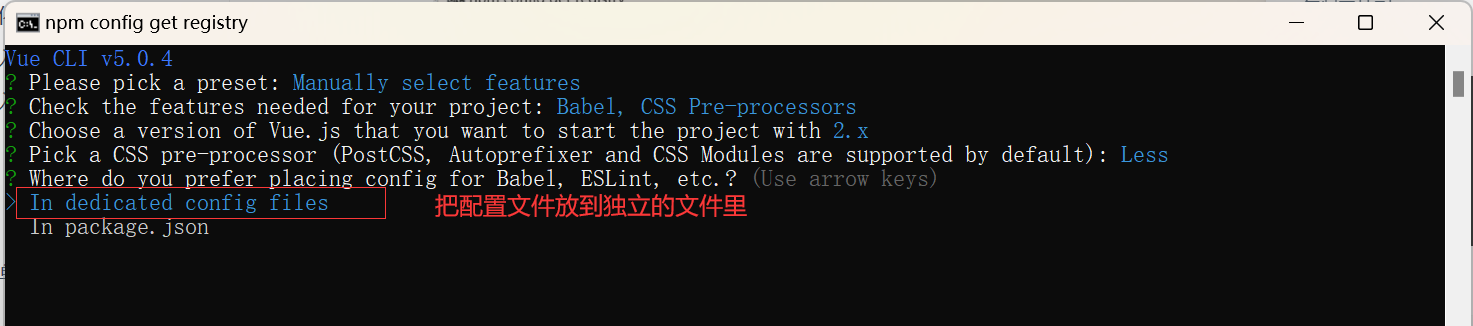 npm config get registry
Vue CLI v5.0.4
? Please pick a preset: Manually select features
? Check the features needed for your project: Babel, CSS Pre-processors
? Choose a version of Vue.js that you want to start the project with 2.x
? Pick a CSS pre-processor (PostCSS, Autoprefixer and CSS Modules are supported by default): Less
? Where do you prefer placing config for Babel, ESLint, etc.? (Use arrow keys)
> In dedicated config files 把配置文件放到独立的文件里
In package.json